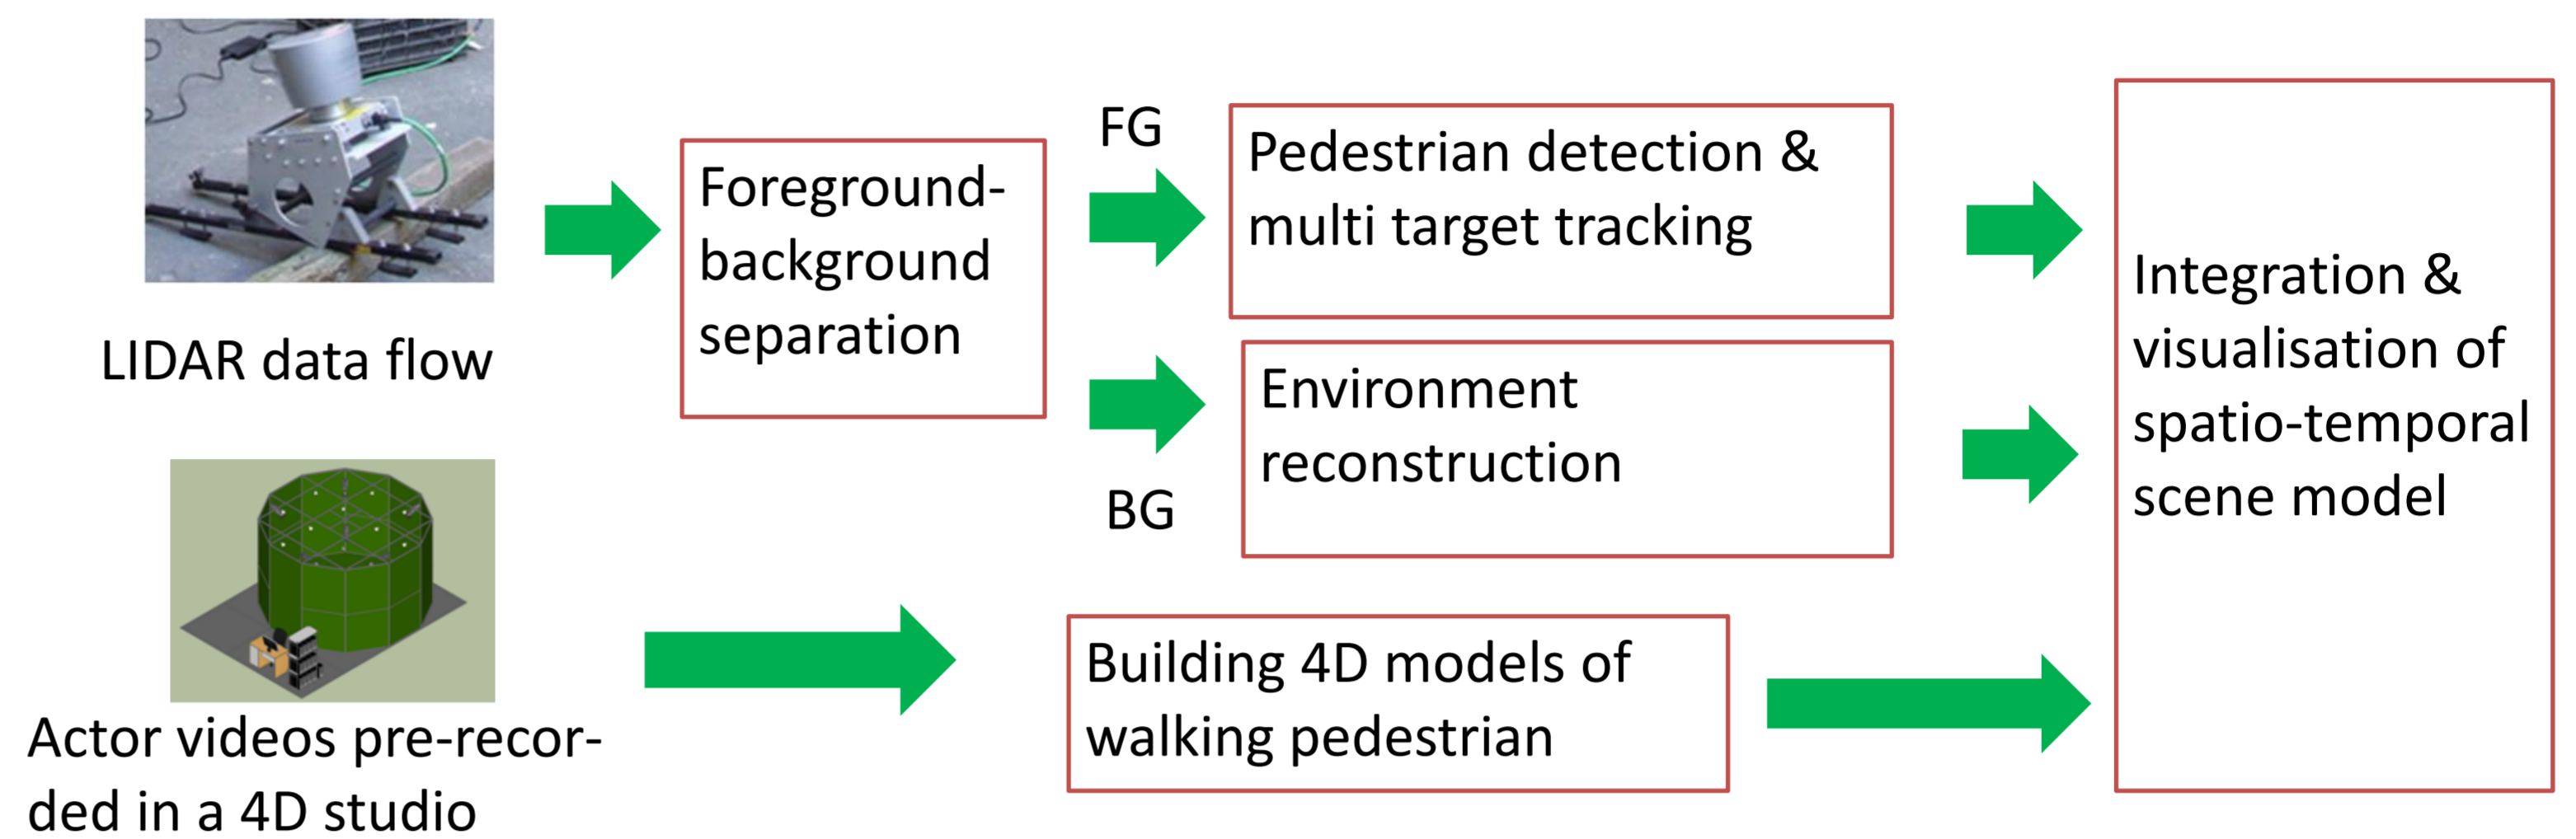 LIDAR data flow
Foreground-
background
separation
FG
Pedestrian detection &
multi target tracking
BG
Environment
reconstruction
Actor videos pre-recor-
ded in a 4D studio
Building 4D models of
walking pedestrian
Integration &
visualisation of
spatio-temporal
scene model